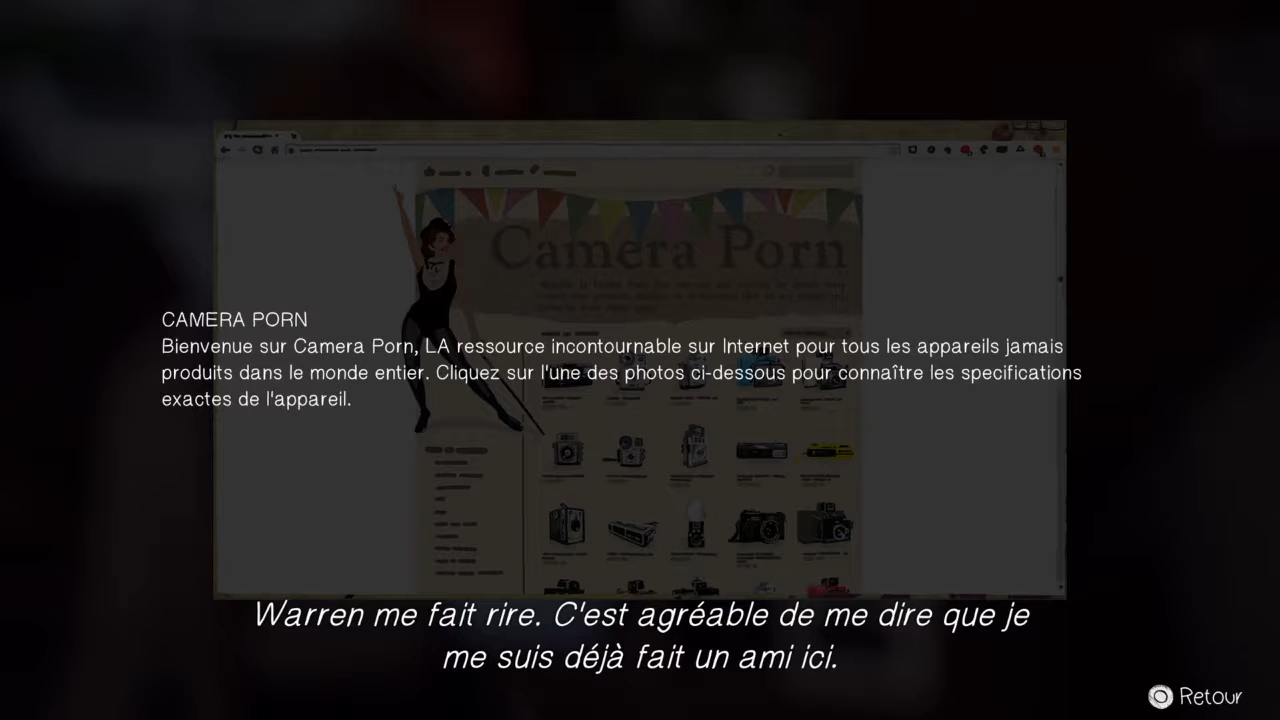 Camera Porn
CAMERA PORN
Bienvenue sur Camera Porn, LA ressource incontournable sur Internet pour tous les appareils jamais
produits dans le monde entier. Cliquez sur l'une des photos ci-dessous pour connaître les specifications
exactes de l'appareil.
Warren me fait rire. C'est agréable de me dire que je
me suis déjà fait un ami ici.
Retour